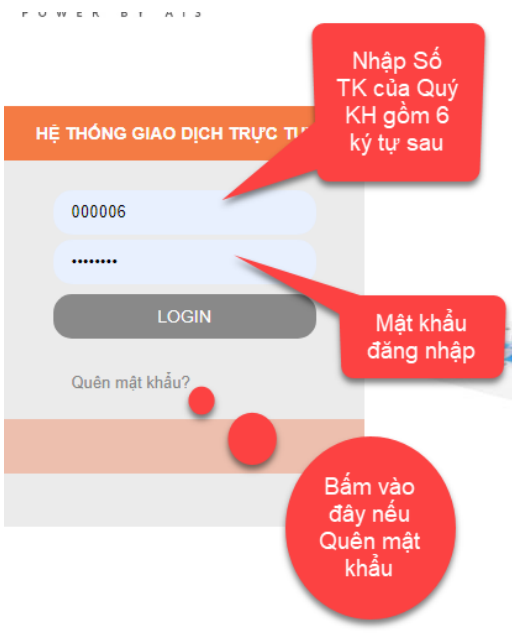 POWER BY AIS
Nhập Số
TK của Quý
KH gồm 6
ký tự sau
HỆ THỐNG GIAO DỊCH TRỰC
000006
••••••••
LOGIN
Mật khẩu
đăng nhập
Quên mật khẩu?
Bấm vào
đây nếu
Quên mật
khẩu